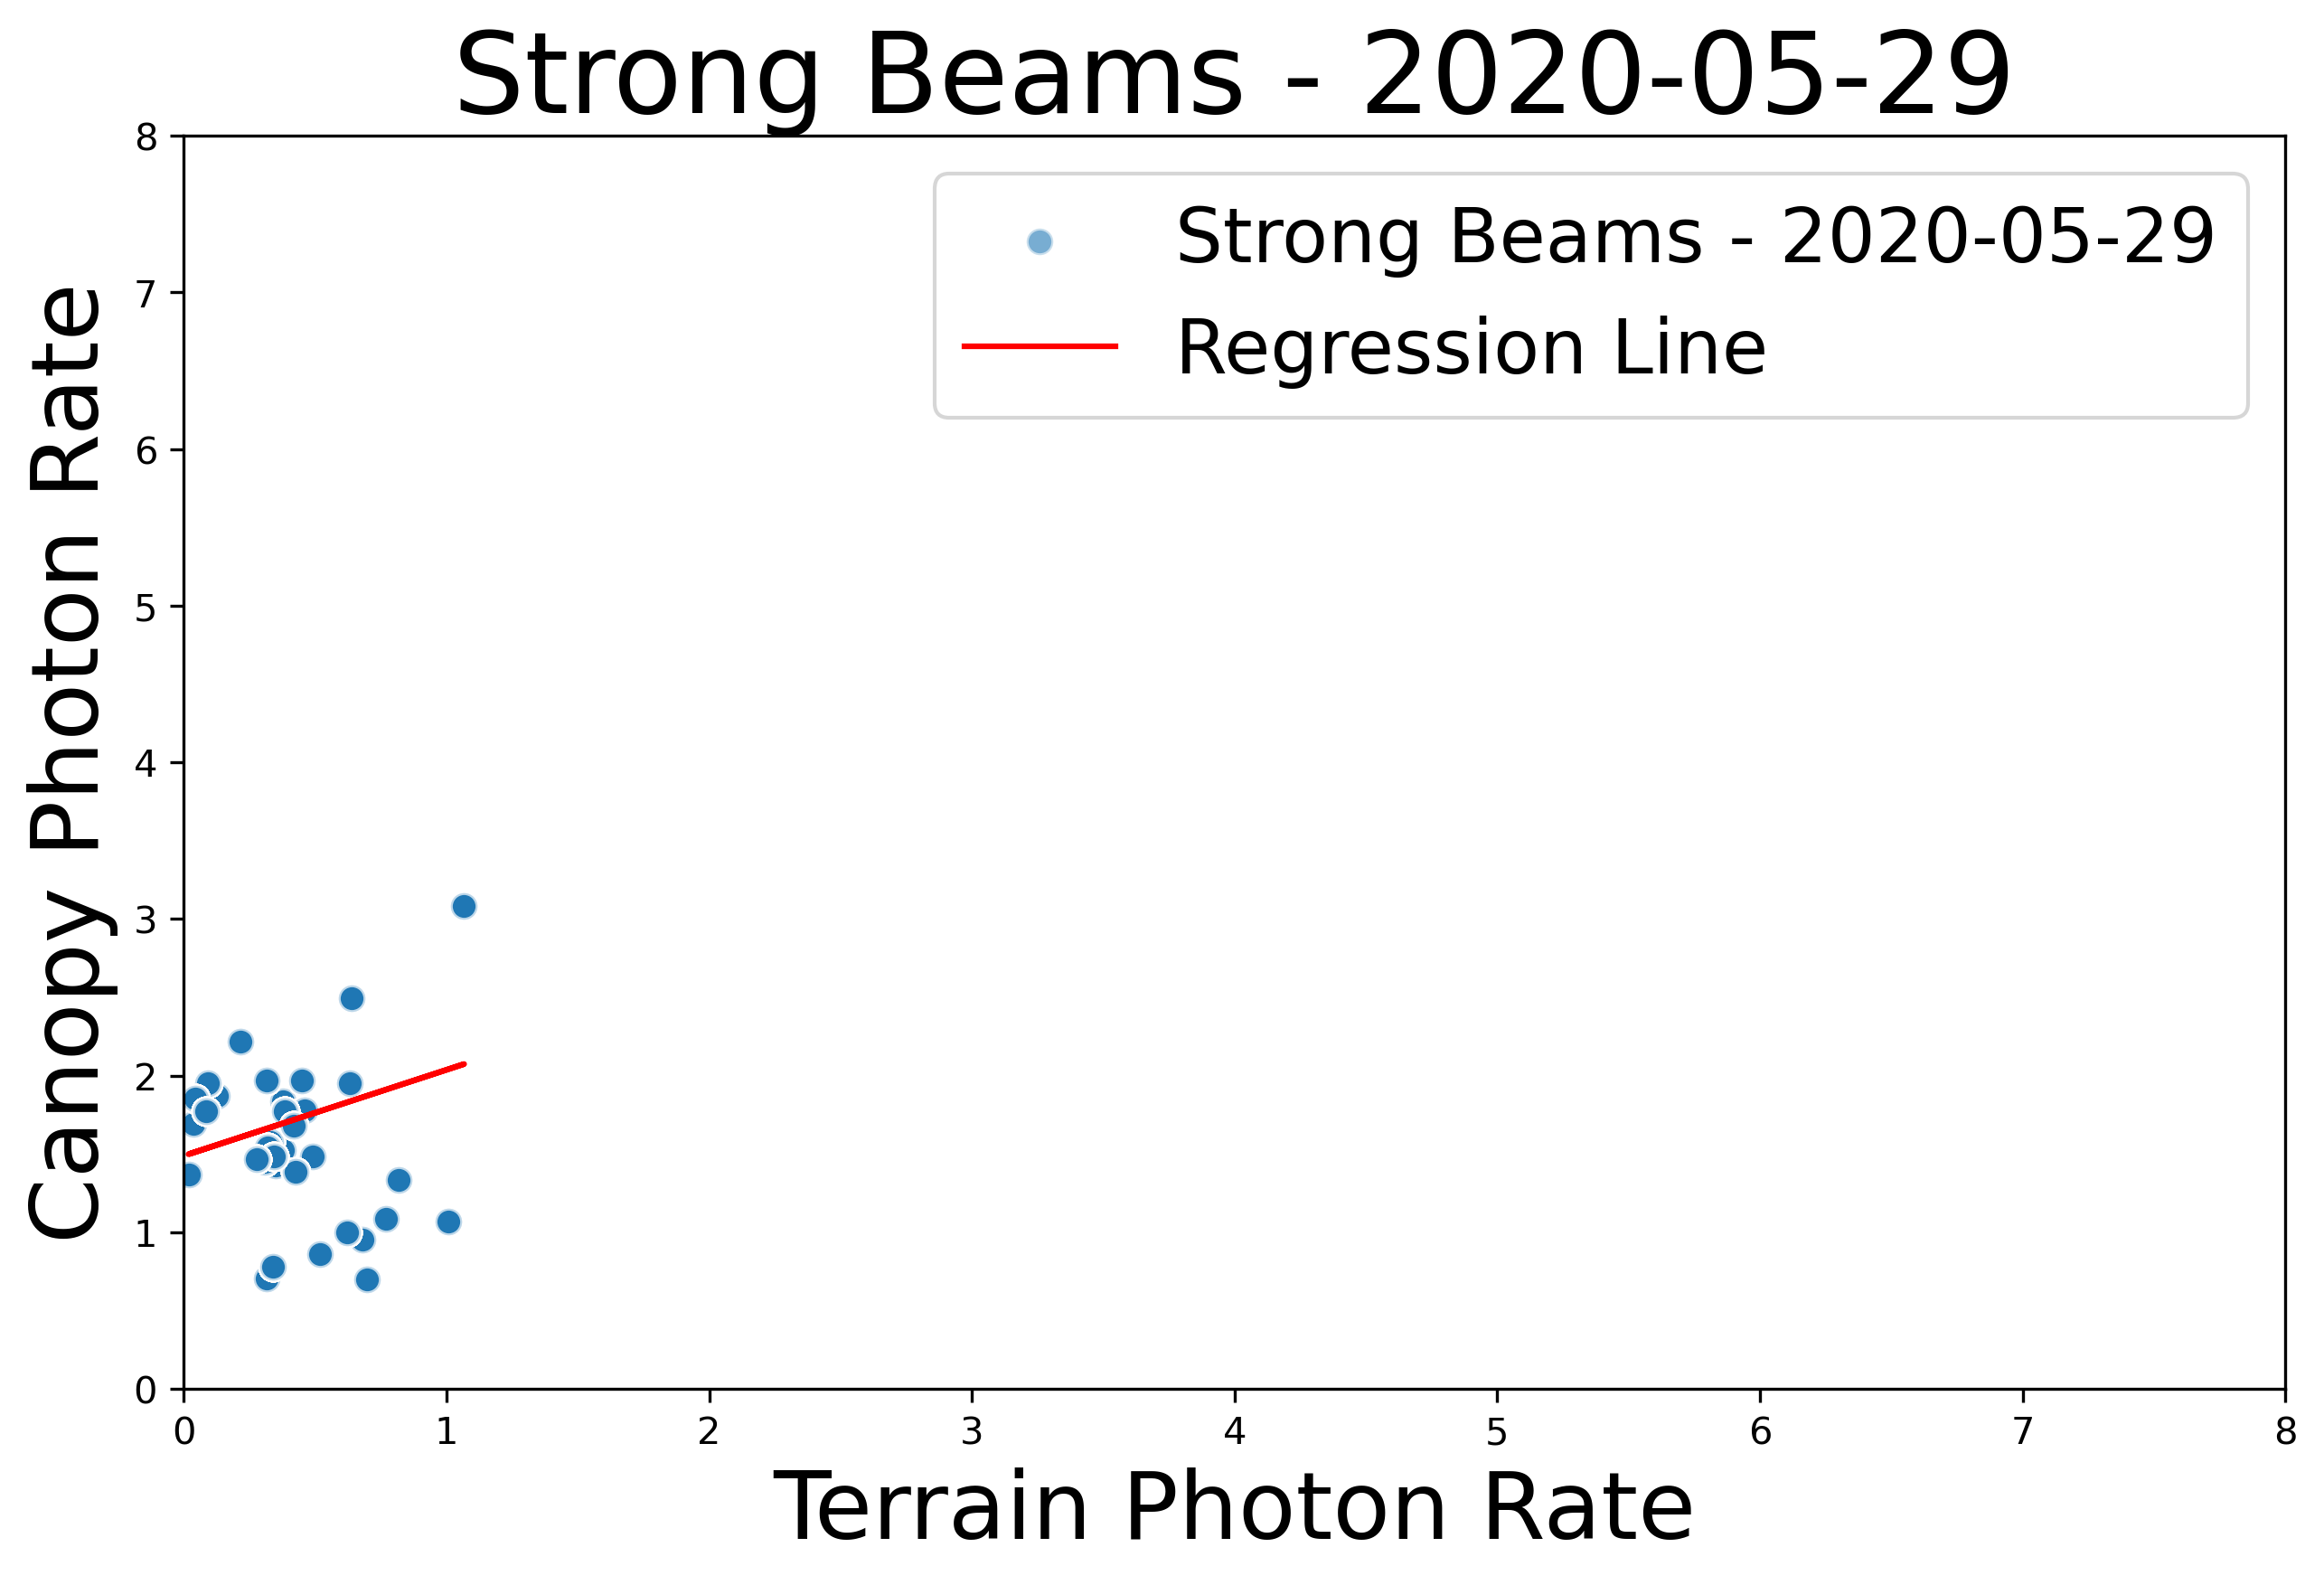 Strong Beams - 2020-05-29
Strong Beams - 2020-05-29
Regression Line
Canopy Photon Rate
8
7
6
5
4
3
2
1
0
0 1 2 3 4 5 6 7 8
Terrain Photon Rate